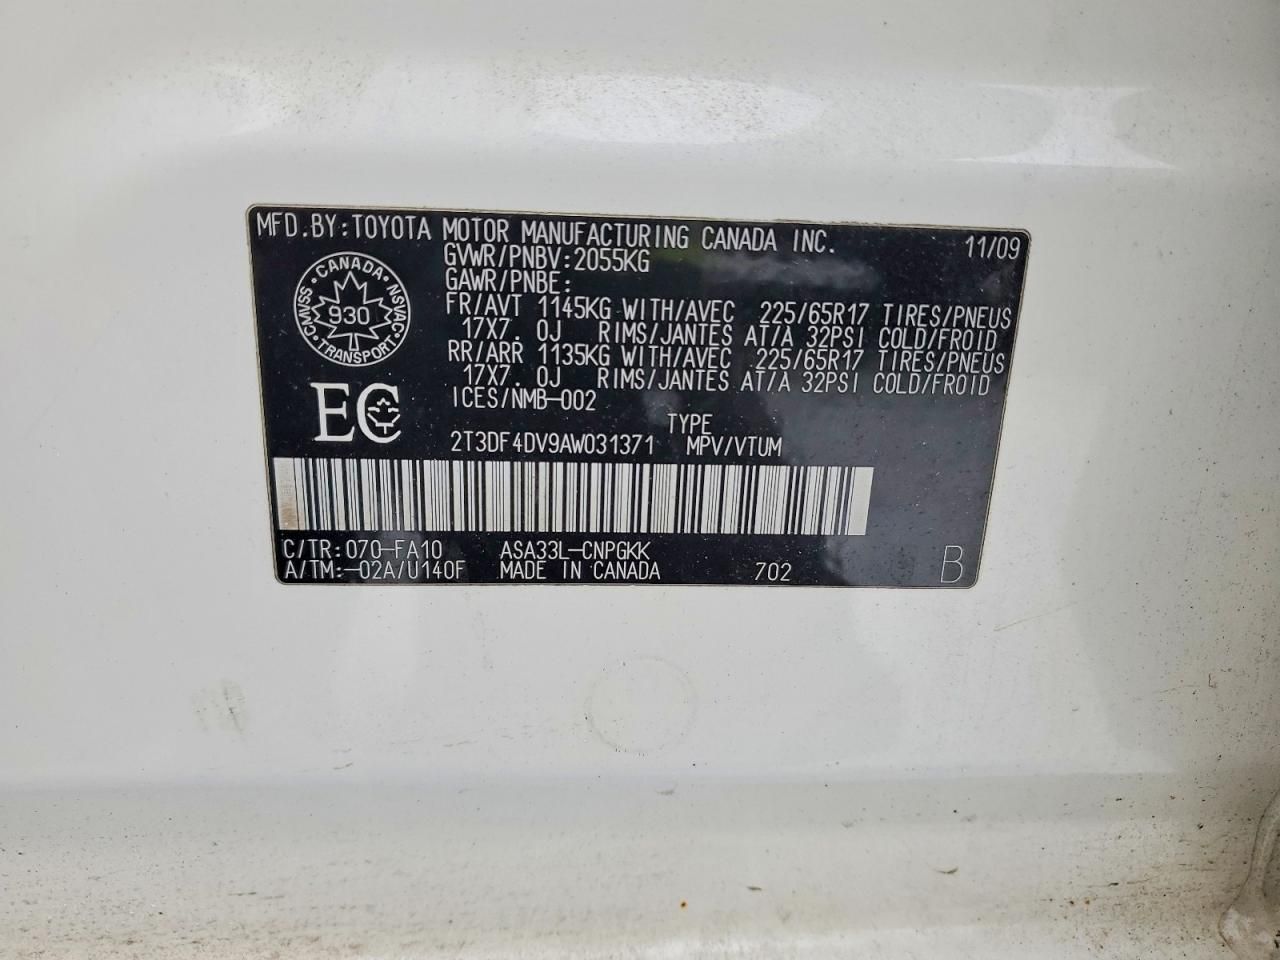 MFD.BY:TOYOTA MOTOR MANUFACTURING CANADA INC. 11/09
GVWR/PNBV:2055KG
GAWR/PNBE:
FR/AVT 1145KG WITH/AVEC 225/65R17 TIRES/PNEUS
17X7.0J RIMS/JANTES AT/A 32PSI COLD/FROID
RR/ARR 1135KG WITH/AVEC 225/65R17 TIRES/PNEUS
17X7.0J RIMS/JANTES AT/A 32PSI COLD/FROID
ICES/NMB-002
CANADA
CMVSS 930 NSVAC
TRANSPORT
EC
TYPE
2T3DF4DV9AW031371 MPV/VTUM
C/TR:070-FA10 ASA33L-CNPGKK
A/TM:-02A/U140F MADE IN CANADA 702 B